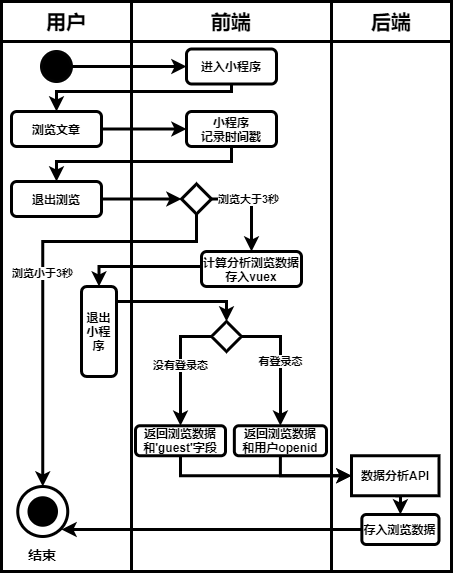 用户
前端
后端
进入小程序
浏览文章
小程序
记录时间戳
退出浏览
浏览大于3秒
浏览小于3秒
计算分析浏览数据
存入vuex
退出
小程
序
没有登录态
有登录态
返回浏览数据
和'guest'字段
返回浏览数据
和用户openid
数据分析API
存入浏览数据
结束